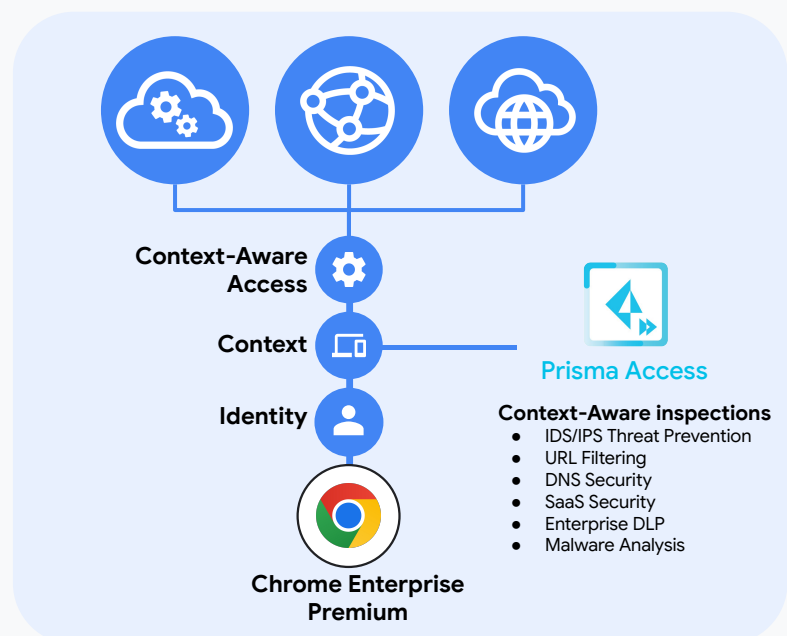 Context-Aware
Access
Context
Identity
Chrome Enterprise
Premium
Prisma Access
Context-Aware inspections
● IDS/IPS Threat Prevention
● URL Filtering
● DNS Security
● SaaS Security
● Enterprise DLP
● Malware Analysis